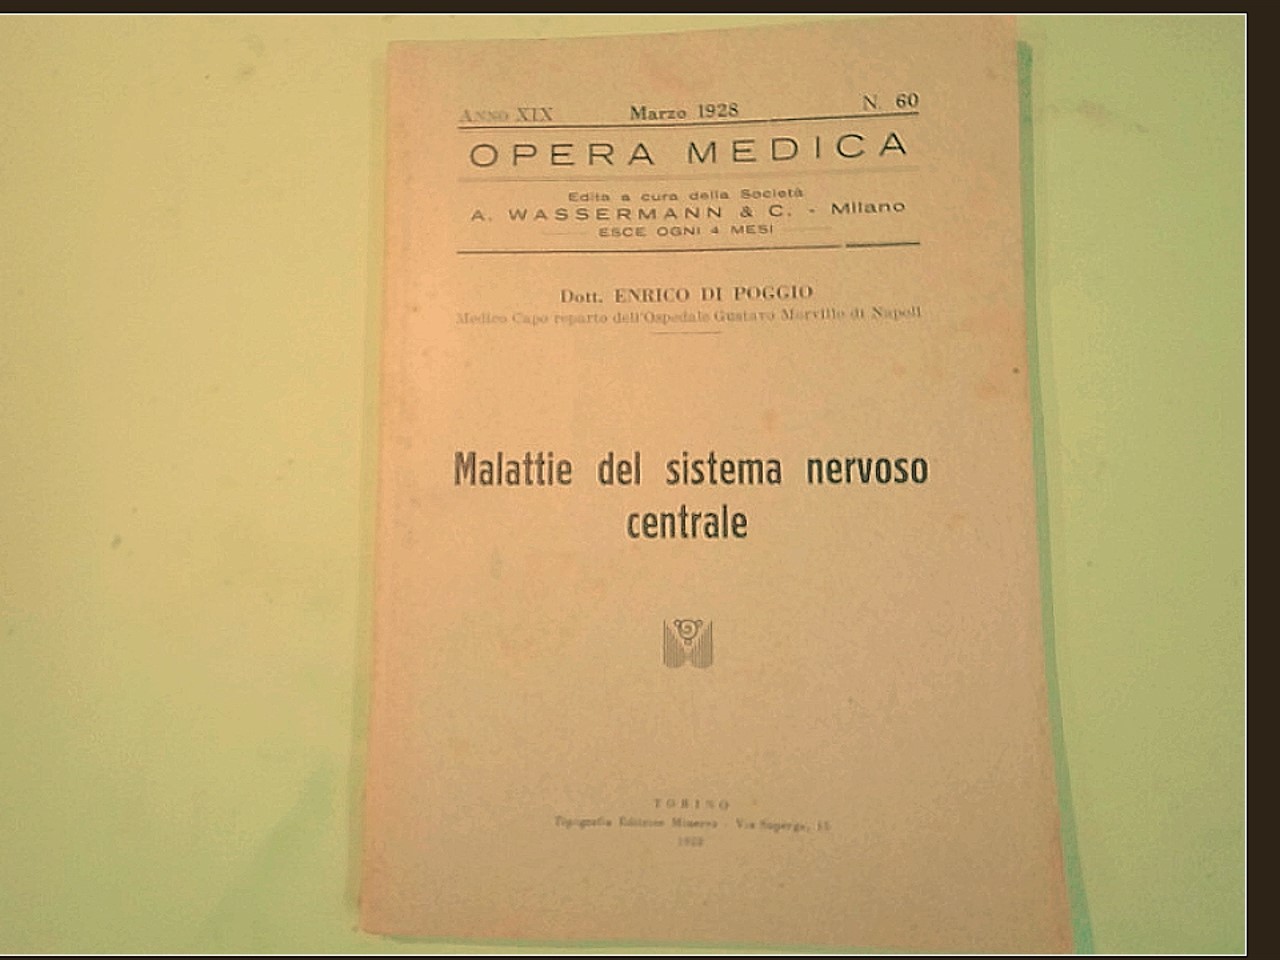 Anno XIX Marzo 1928 N. 60
OPERA MEDICA
Edita a cura della Società
A. WASSERMANN & C. - Milano
ESCE OGNI 4 MESI
Dott. ENRICO DI POGGIO
Medico Capo reparto dell'Ospedale Gustavo Morvillo di Napoli
Malattie del sistema nervoso
centrale
TORINO
Tipografia Editrice Minerva - Via Superga, 15